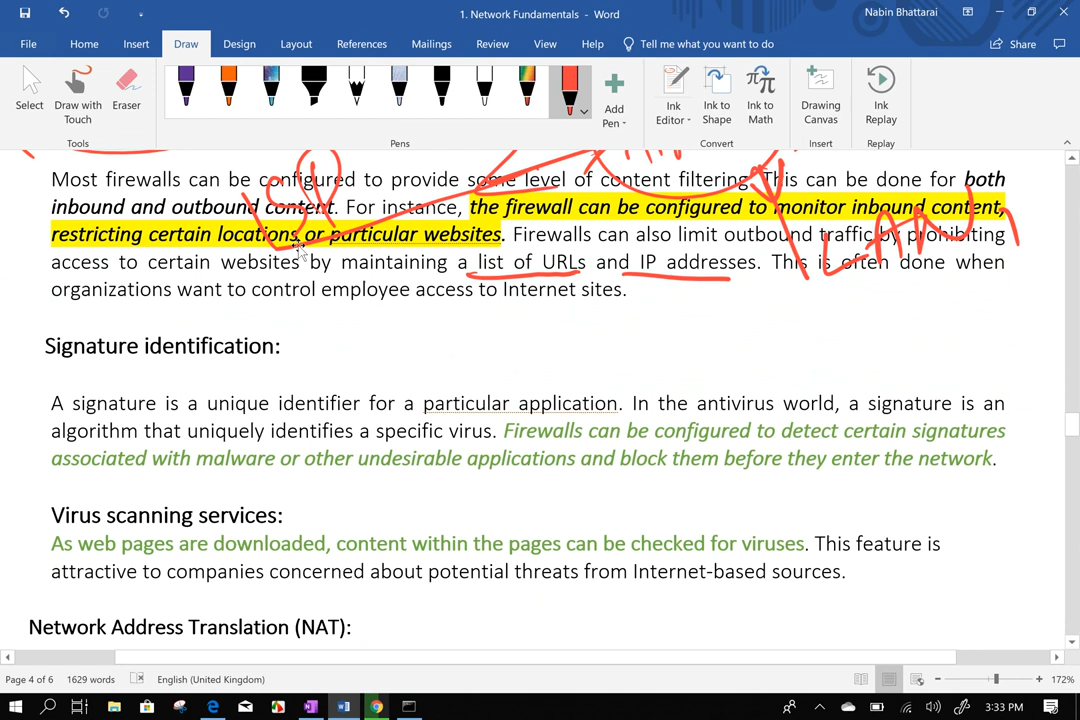 1. Network Fundamentals - Word
Nabin Bhattarai
File Home Insert Draw Design Layout References Mailings Review View Help Tell me what you want to do Share
Select
Draw with Touch
Eraser
Add Pen
Ink Editor
Ink to Shape
Ink to Math
Drawing Canvas
Ink Replay
Tools Pens Convert Insert Replay
Most firewalls can be configured to provide some level of content filtering. This can be done for both
inbound and outbound content. For instance, the firewall can be configured to monitor inbound content,
restricting certain locations or particular websites. Firewalls can also limit outbound traffic by prohibiting
access to certain websites by maintaining a list of URLs and IP addresses. This is often done when
organizations want to control employee access to Internet sites.
ISP
LAN
Signature identification:
A signature is a unique identifier for a particular application. In the antivirus world, a signature is an
algorithm that uniquely identifies a specific virus. Firewalls can be configured to detect certain signatures
associated with malware or other undesirable applications and block them before they enter the network.
Virus scanning services:
As web pages are downloaded, content within the pages can be checked for viruses. This feature is
attractive to companies concerned about potential threats from Internet-based sources.
Network Address Translation (NAT):
Page 4 of 6 1629 words English (United Kingdom) 172%
3:33 PM